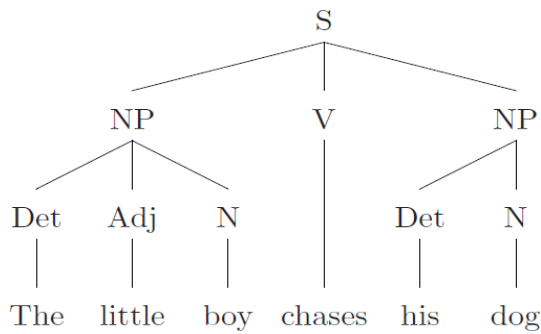 S
NP V NP
Det Adj N Det N
The little boy chases his dog